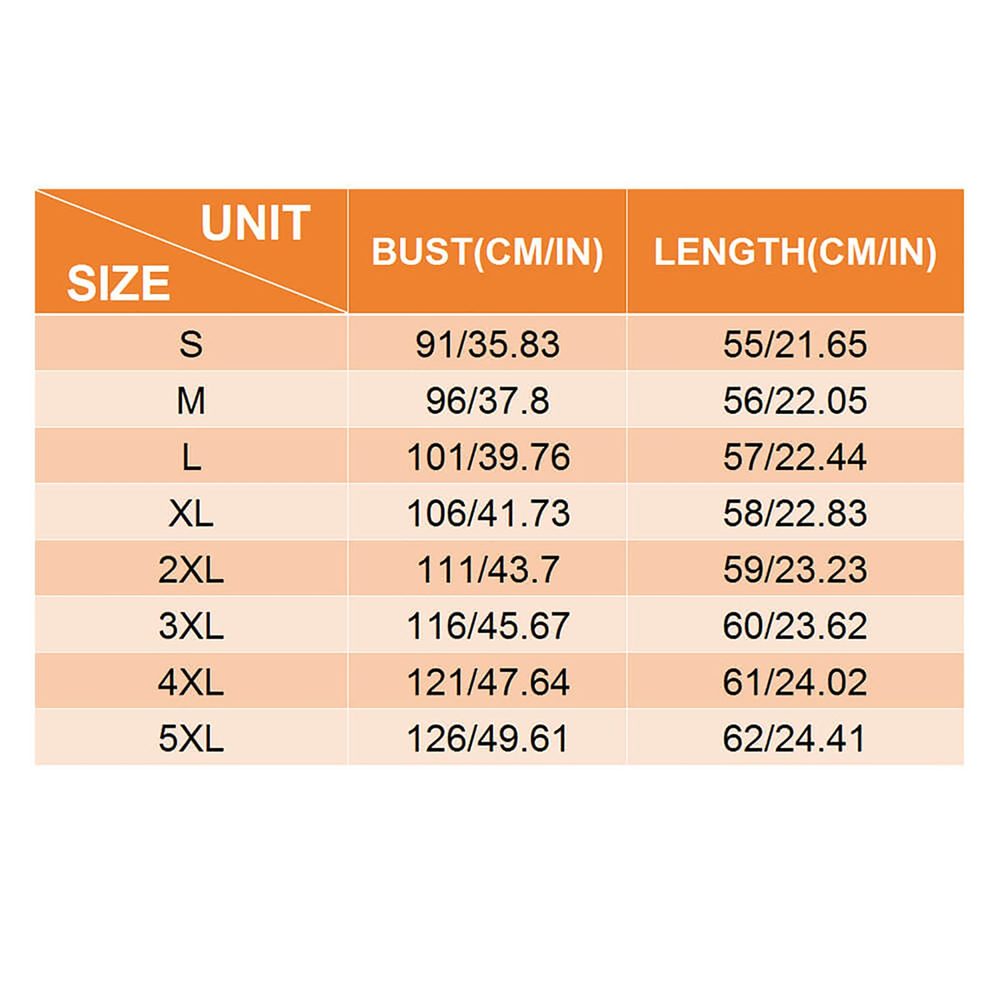 UNIT
SIZE
BUST(CM/IN)
LENGTH(CM/IN)
S 91/35.83 55/21.65
M 96/37.8 56/22.05
L 101/39.76 57/22.44
XL 106/41.73 58/22.83
2XL 111/43.7 59/23.23
3XL 116/45.67 60/23.62
4XL 121/47.64 61/24.02
5XL 126/49.61 62/24.41